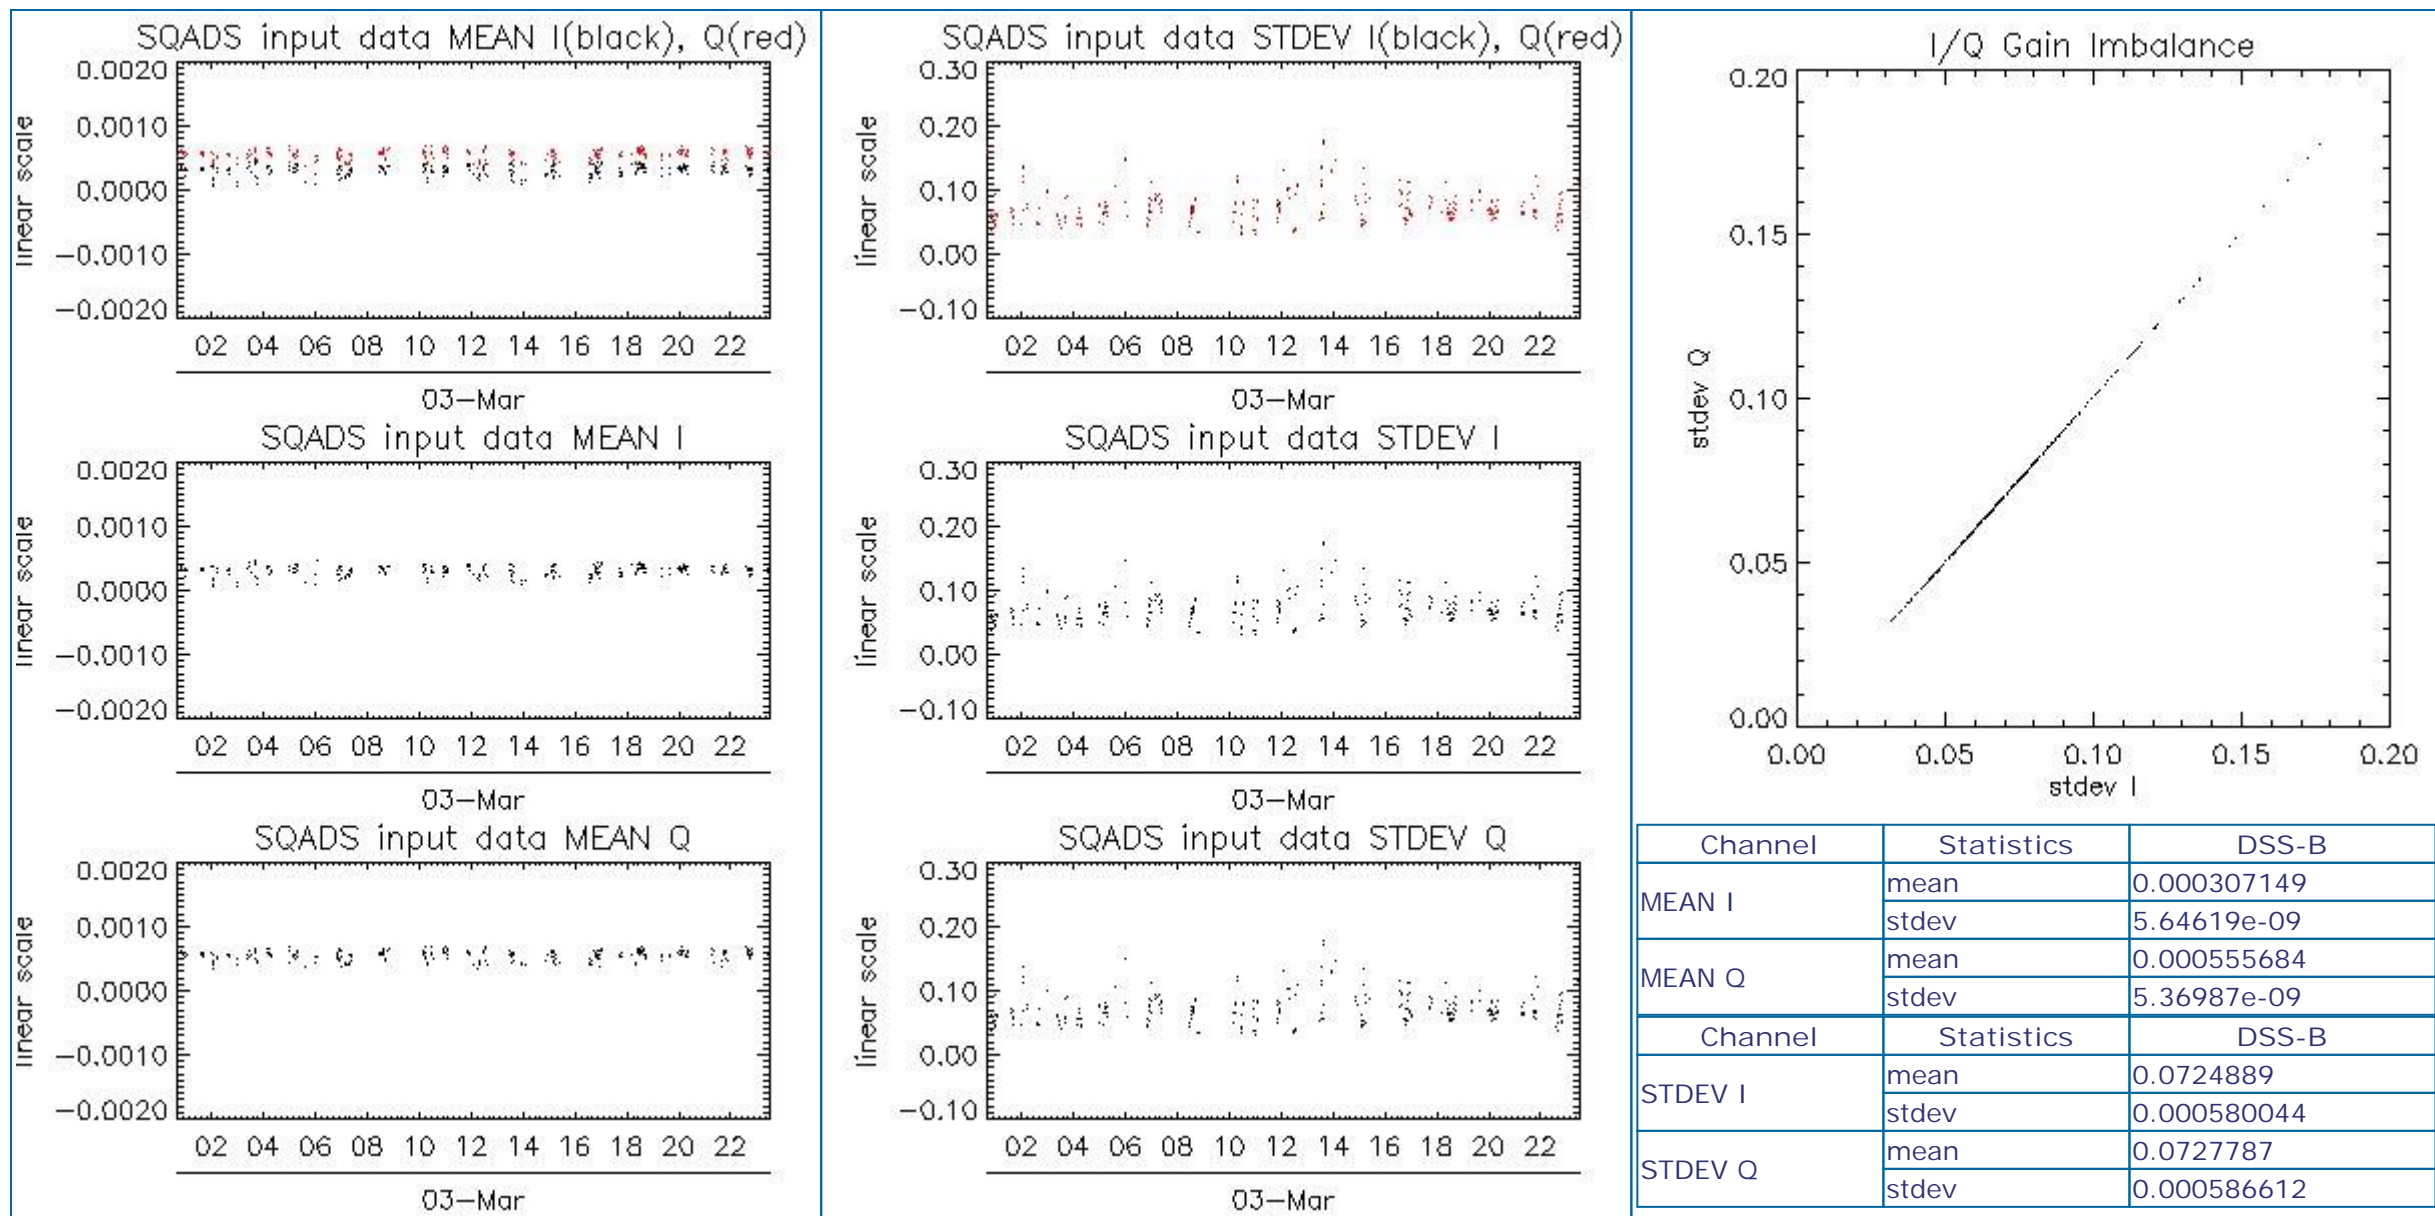 SQADS input data MEAN I(black), Q(red)
0.0020
0.0010
0.0000
−0.0010
−0.0020
linear scale
02 04 06 08 10 12 14 16 18 20 22
03−Mar
SQADS input data MEAN I
0.0020
0.0010
0.0000
−0.0010
−0.0020
linear scale
02 04 06 08 10 12 14 16 18 20 22
03−Mar
SQADS input data MEAN Q
0.0020
0.0010
0.0000
−0.0010
−0.0020
linear scale
02 04 06 08 10 12 14 16 18 20 22
03−Mar
SQADS input data STDEV I(black), Q(red)
0.30
0.20
0.10
0.00
−0.10
linear scale
02 04 06 08 10 12 14 16 18 20 22
03−Mar
SQADS input data STDEV I
0.30
0.20
0.10
0.00
−0.10
linear scale
02 04 06 08 10 12 14 16 18 20 22
03−Mar
SQADS input data STDEV Q
0.30
0.20
0.10
0.00
−0.10
linear scale
02 04 06 08 10 12 14 16 18 20 22
03−Mar
I/Q Gain Imbalance
0.20
0.15
0.10
0.05
0.00
stdev Q
0.00 0.05 0.10 0.15 0.20
stdev I
Channel Statistics DSS-B
MEAN I mean 0.000307149
stdev 5.64619e-09
MEAN Q mean 0.000555684
stdev 5.36987e-09
Channel Statistics DSS-B
STDEV I mean 0.0724889
stdev 0.000580044
STDEV Q mean 0.0727787
stdev 0.000586612